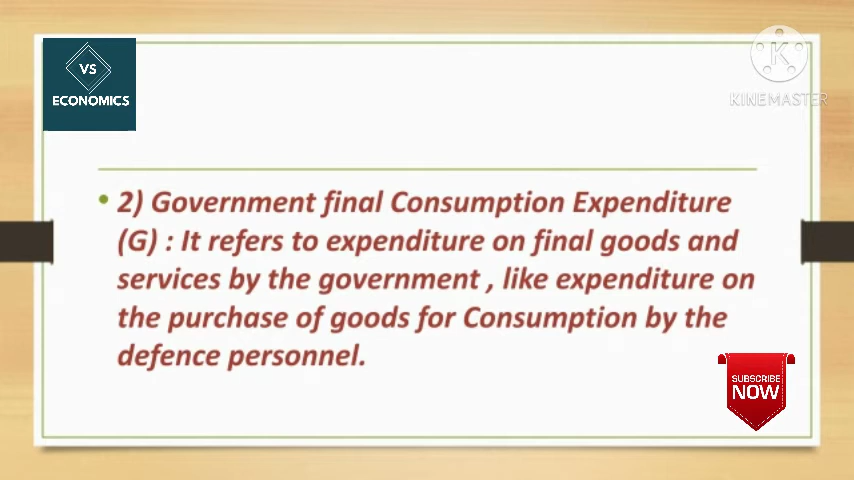 VS
ECONOMICS
K
KINEMASTER
• 2) Government final Consumption Expenditure
(G) : It refers to expenditure on final goods and
services by the government , like expenditure on
the purchase of goods for Consumption by the
defence personnel.
SUBSCRIBE
NOW